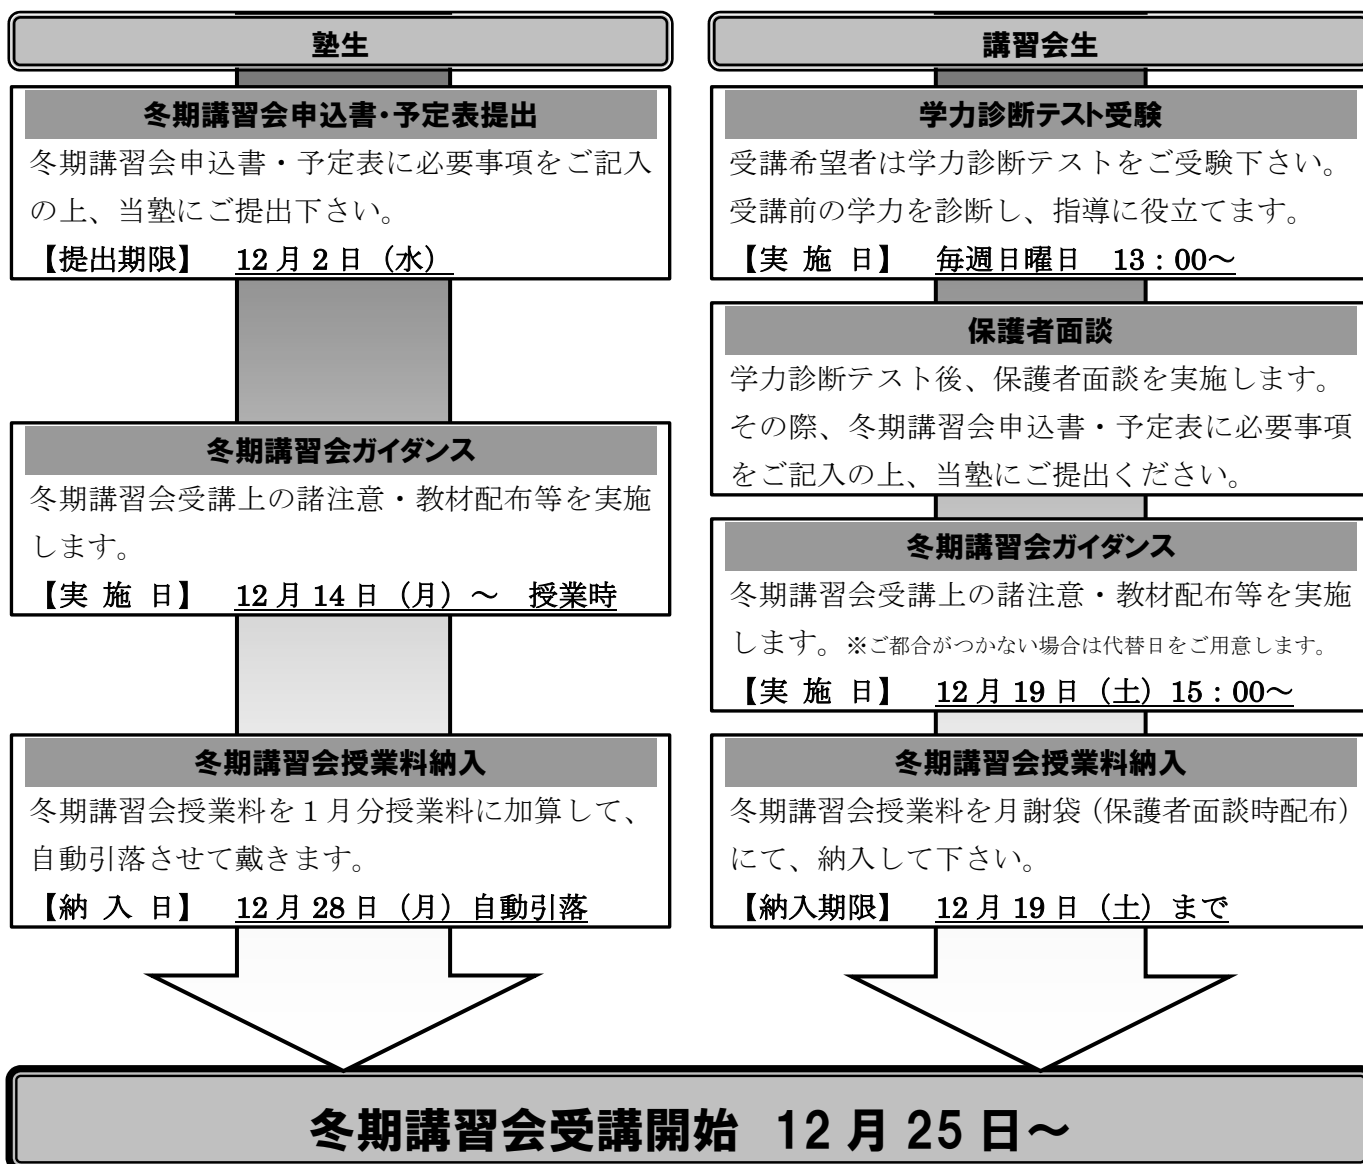 塾生
冬期講習会申込書・予定表提出
冬期講習会申込書・予定表に必要事項をご記入
の上、当塾にご提出下さい。
【提出期限】 12月2日（水）
冬期講習会ガイダンス
冬期講習会受講上の諸注意・教材配布等を実施
します。
【実 施 日】 12月14日（月）～ 授業時
冬期講習会授業料納入
冬期講習会授業料を１月分授業料に加算して、
自動引落させて戴きます。
【納 入 日】 12月28日（月）自動引落
講習会生
学力診断テスト受験
受講希望者は学力診断テストをご受験下さい。
受講前の学力を診断し、指導に役立てます。
【実 施 日】 毎週日曜日 13：00～
保護者面談
学力診断テスト後、保護者面談を実施します。
その際、冬期講習会申込書・予定表に必要事項
をご記入の上、当塾にご提出ください。
冬期講習会ガイダンス
冬期講習会受講上の諸注意・教材配布等を実施
します。※ご都合がつかない場合は代替日をご用意します。
【実 施 日】 12月19日（土）15：00～
冬期講習会授業料納入
冬期講習会授業料を月謝袋（保護者面談時配布）
にて、納入して下さい。
【納入期限】 12月19日（土）まで
冬期講習会受講開始 12月25日～